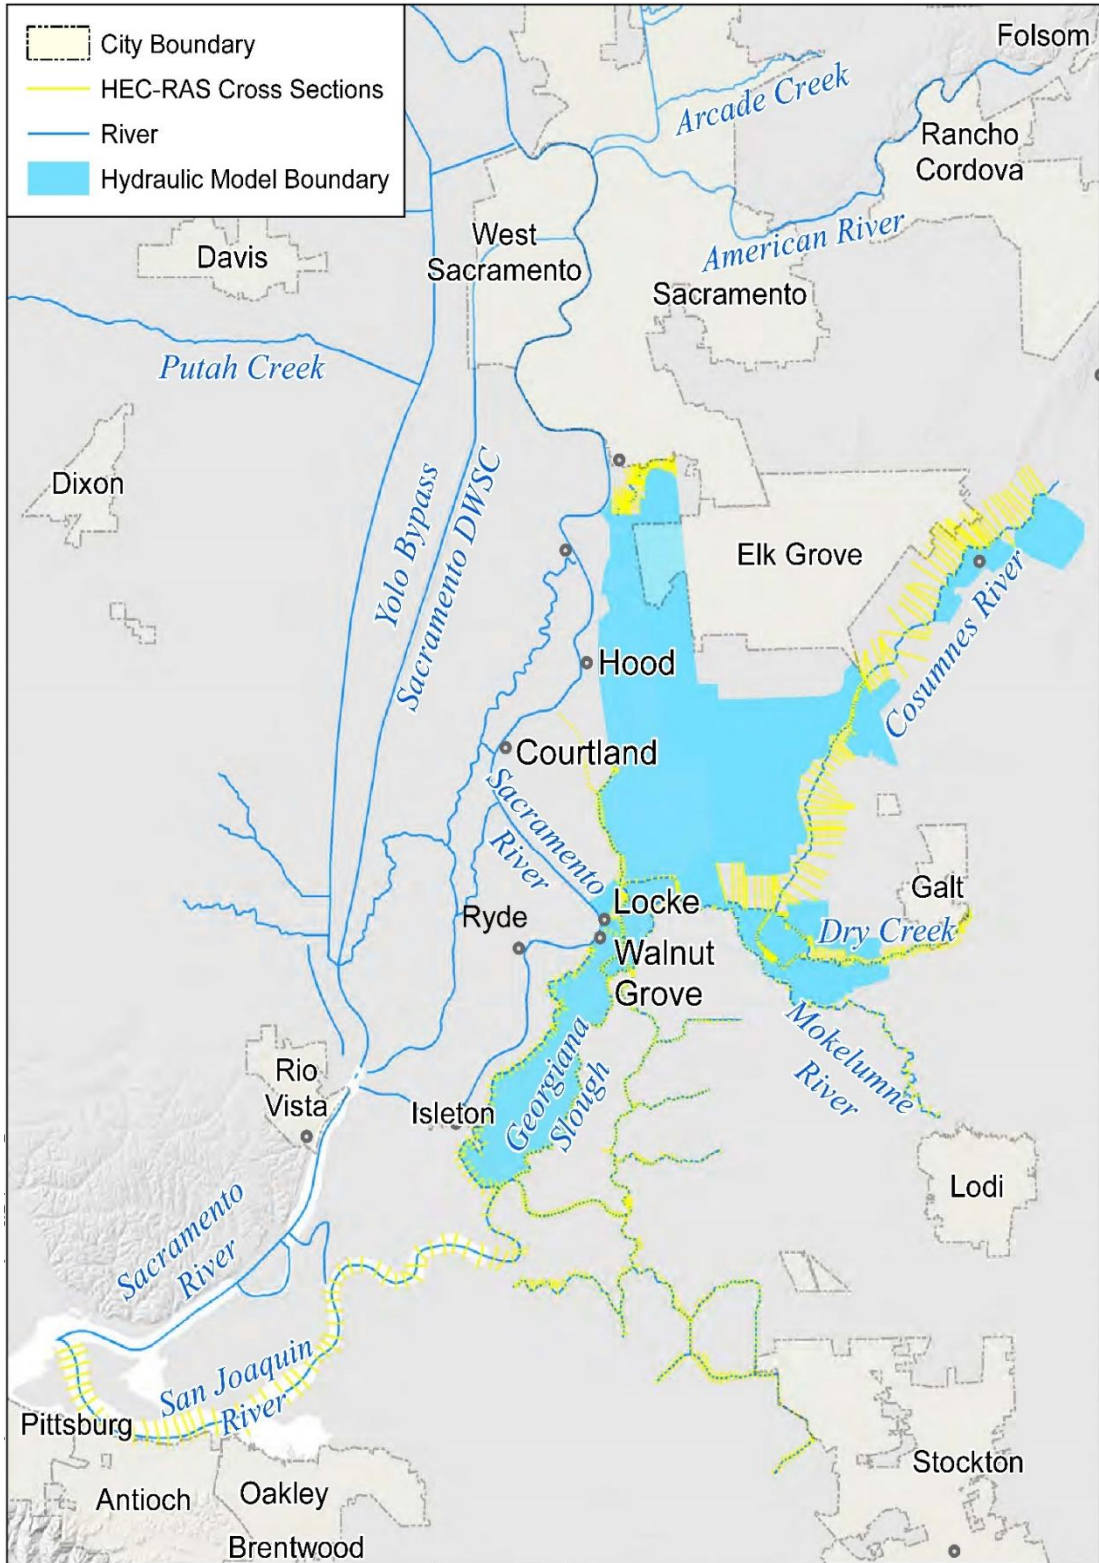 City Boundary
HEC-RAS Cross Sections
River
Hydraulic Model Boundary
Folsom
Arcade Creek
Rancho
Cordova
West
Sacramento
American River
Davis
Sacramento
Putah Creek
Dixon
Yolo Bypass
Sacramento DWSC
Elk Grove
Cosumnes River
Hood
Courtland
Sacramento
River
Galt
Locke
Ryde
Dry Creek
Walnut
Grove
Mokelumne
River
Georgiana
Slough
Rio
Vista
Isleton
Lodi
Sacramento
River
San Joaquin
River
Pittsburg
Stockton
Antioch
Oakley
Brentwood